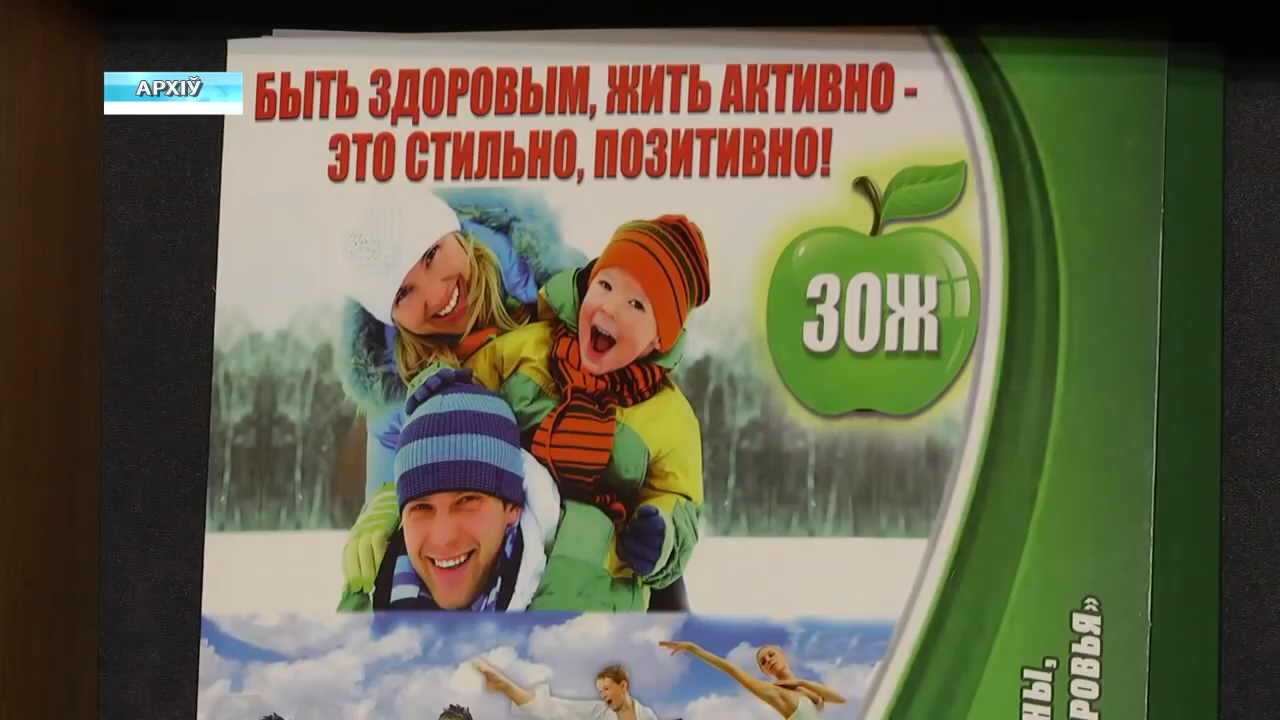 АРХІЎ
БЫТЬ ЗДОРОВЫМ, ЖИТЬ АКТИВНО -
ЭТО СТИЛЬНО, ПОЗИТИВНО!
ЗОЖ